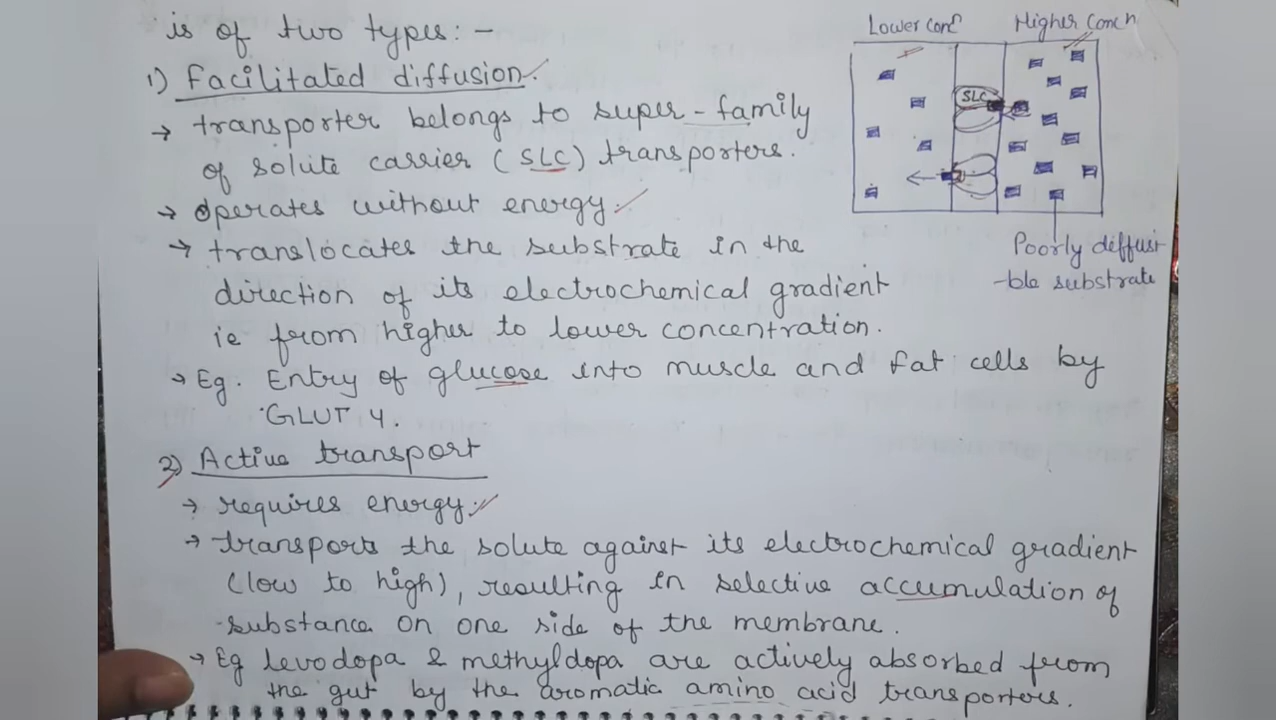 is of two types: -
1) Facilitated diffusion.
→ transporter belongs to super-family
of solute carrier (SLC) transporters.
→ Operates without energy.
→ translocates the substrate in the
direction of its electrochemical gradient
ie from higher to lower concentration.
→ Eg. Entry of glucose into muscle and fat cells by
GLUT 4.
2) Active transport
→ requires energy.
→ transports the solute against its electrochemical gradient
(low to high), resulting in selective accumulation of
substance on one side of the membrane.
→ Eg levodopa & methyldopa are actively absorbed from
the gut by the aromatic amino acid transporters.
Lower concn
Higher conc n
SLC
Poorly diffusi
-ble substrate